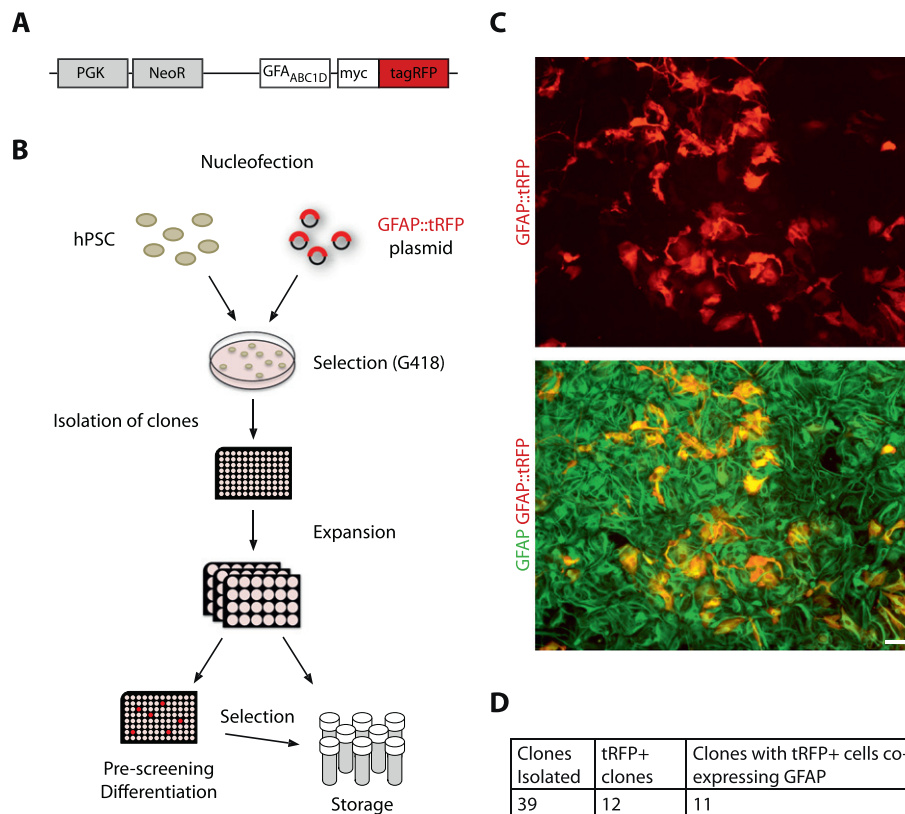 A
PGK NeoR GFA ABC1D myc tagRFP
B
Nucleofection
hPSC
GFAP::tRFP
plasmid
Selection (G418)
Isolation of clones
Expansion
Selection
Pre-screening
Differentiation
Storage
C
GFAP::tRFP
GFAP GFAP::tRFP
D
Clones
Isolated
tRFP+
clones
Clones with tRFP+ cells co-
expressing GFAP
39 12 11